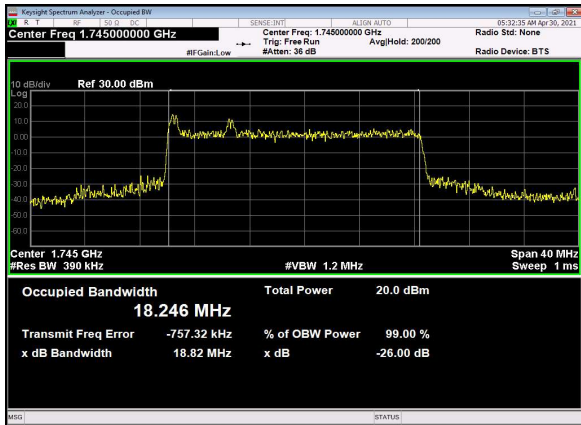 Keysight Spectrum Analyzer - Occupied BW
R T RF 50 Ω DC SENSE:INT ALIGN AUTO 05:32:35 AM Apr 30, 2021
Center Freq 1.745000000 GHz Center Freq: 1.745000000 GHz Radio Std: None
Trig: Free Run Avg|Hold: 200/200
#IFGain:Low #Atten: 36 dB Radio Device: BTS
10 dB/div Ref 30.00 dBm
Log
20.0
10.0
0.00
-10.0
-20.0
-30.0
-40.0
-50.0
-60.0
Center 1.745 GHz Span 40 MHz
#Res BW 390 kHz #VBW 1.2 MHz Sweep 1 ms
Occupied Bandwidth Total Power 20.0 dBm
18.246 MHz
Transmit Freq Error -757.32 kHz % of OBW Power 99.00 %
x dB Bandwidth 18.82 MHz x dB -26.00 dB
MSG STATUS